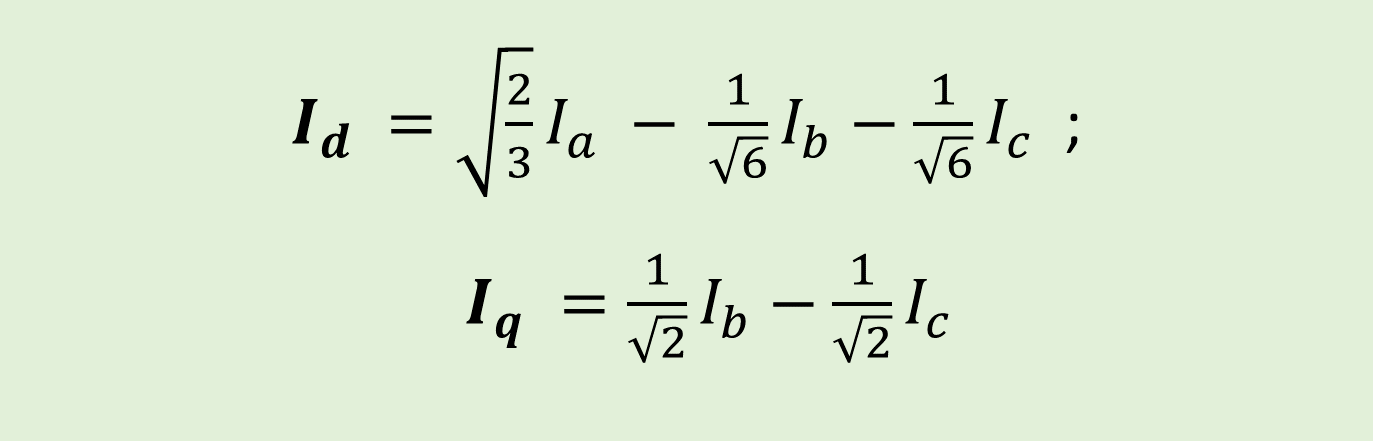 I_d = √(2/3) I_a − 1/√6 I_b − 1/√6 I_c ;
I_q = 1/√2 I_b − 1/√2 I_c